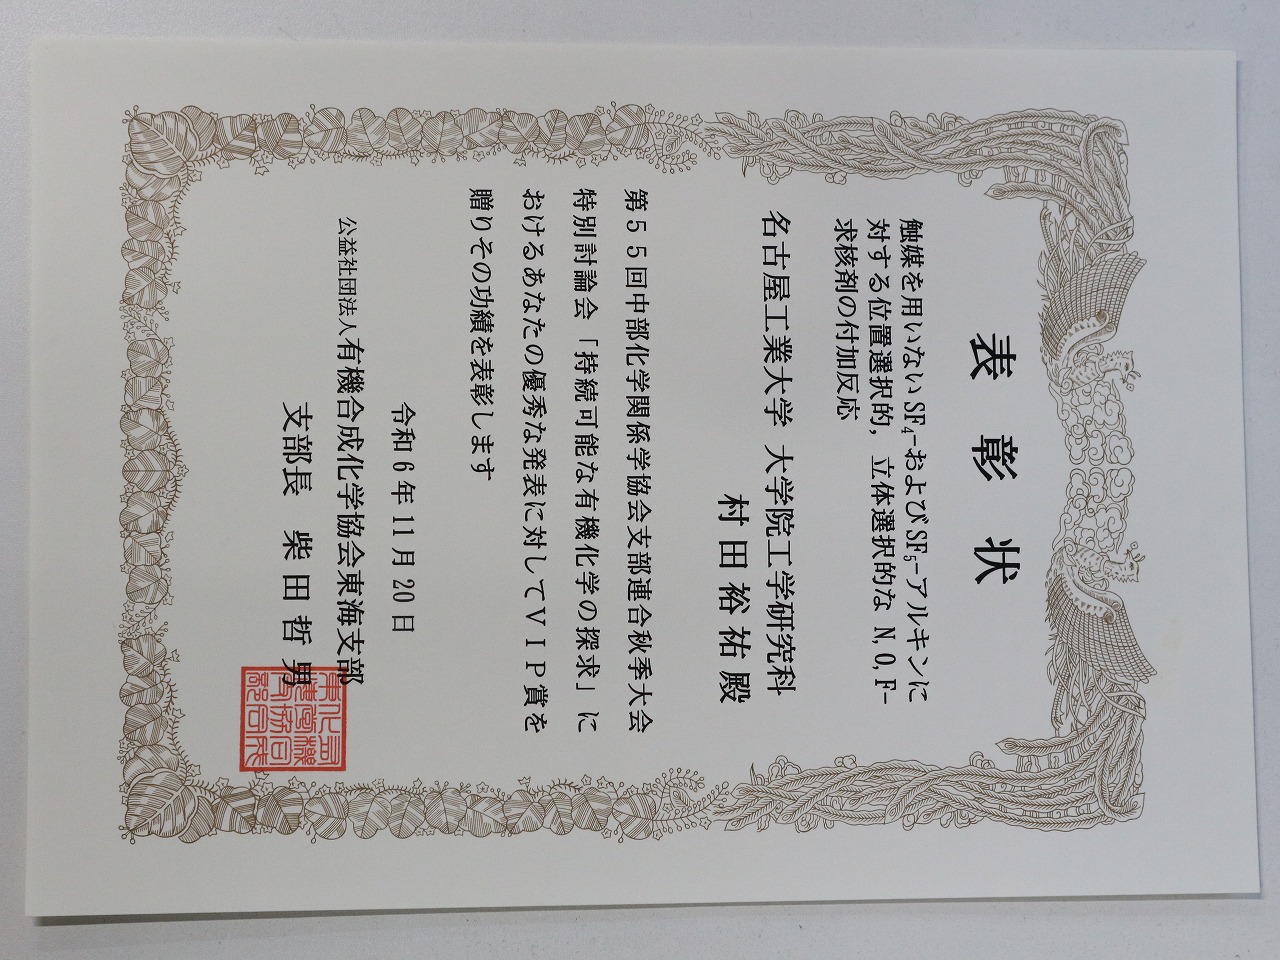 表彰状
触媒を用いないSF₄-およびSF₅-アルキンに
対する位置選択的，立体選択的な N,O,F-
求核剤の付加反応
名古屋工業大学 大学院工学研究科
村田裕祐殿
第５５回中部化学関係学協会支部連合秋季大会
特別討論会「持続可能な有機化学の探求」に
おけるあなたの優秀な発表に対してＶＩＰ賞を
贈りその功績を表彰します
令和６年11月20日
公益社団法人有機合成化学協会東海支部
支部長 柴田哲男